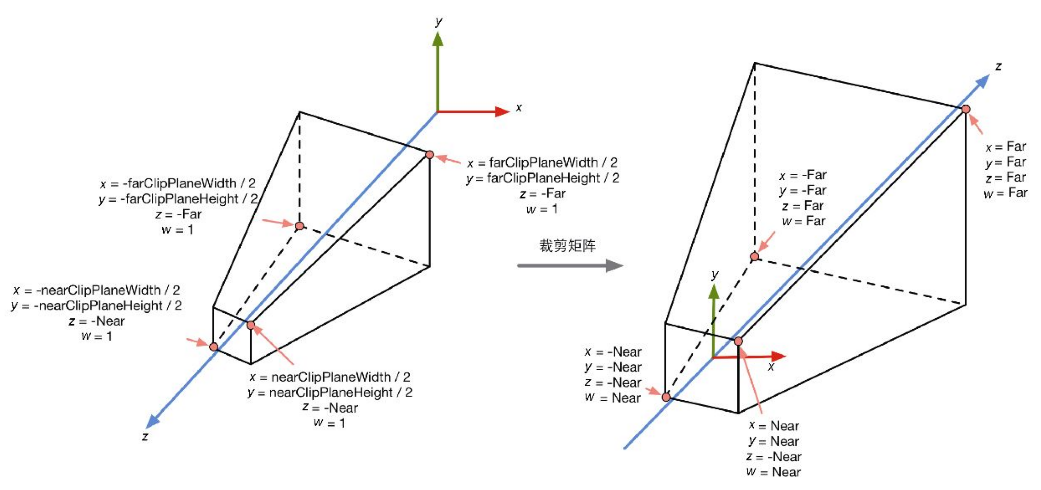 y
x
x = -farClipPlaneWidth / 2
y = -farClipPlaneHeight / 2
z = -Far
w = 1
x = farClipPlaneWidth / 2
y = farClipPlaneHeight / 2
z = -Far
w = 1
x = -nearClipPlaneWidth / 2
y = -nearClipPlaneHeight / 2
z = -Near
w = 1
x = nearClipPlaneWidth / 2
y = nearClipPlaneHeight / 2
z = -Near
w = 1
z
裁剪矩阵
z
x = Far
y = Far
z = Far
w = Far
x = -Far
y = -Far
z = Far
w = Far
y
x
x = -Near
y = -Near
z = -Near
w = Near
x = Near
y = Near
z = -Near
w = Near